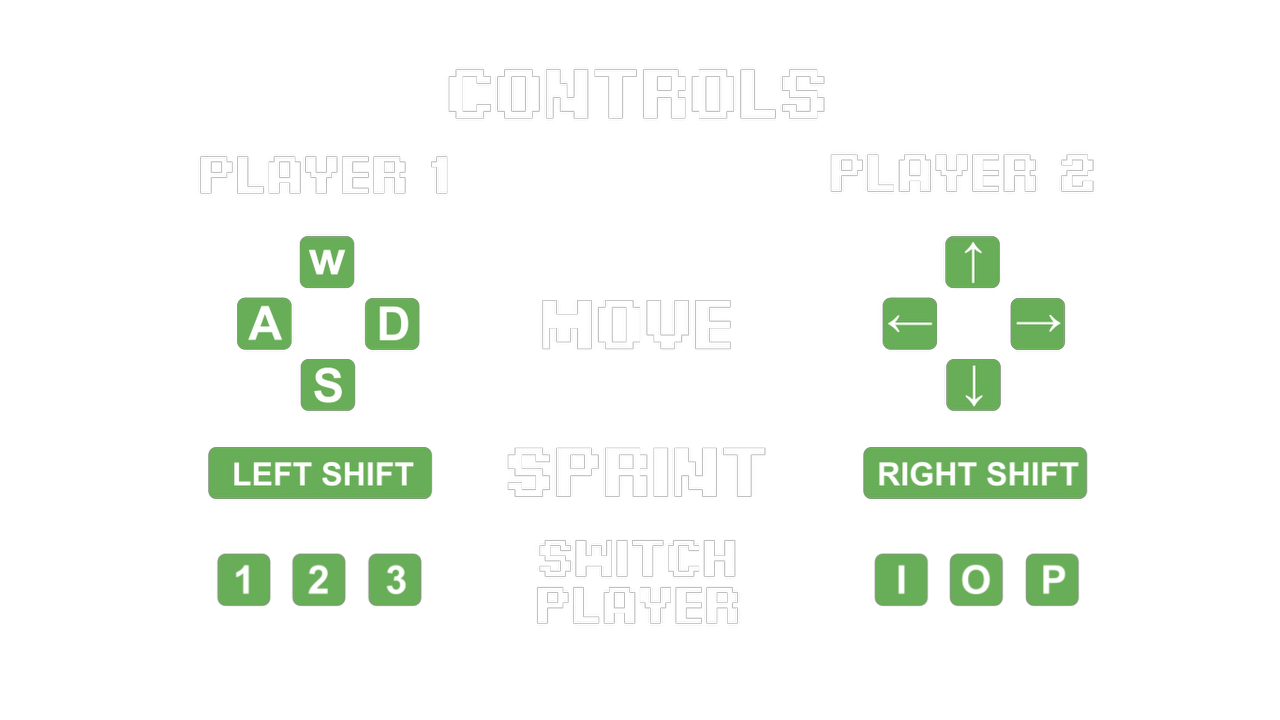 CONTROLS
PLAYER 1 PLAYER 2
W ↑
A D MOVE ← →
S ↓
LEFT SHIFT SPRINT RIGHT SHIFT
1 2 3 SWITCH PLAYER I O P